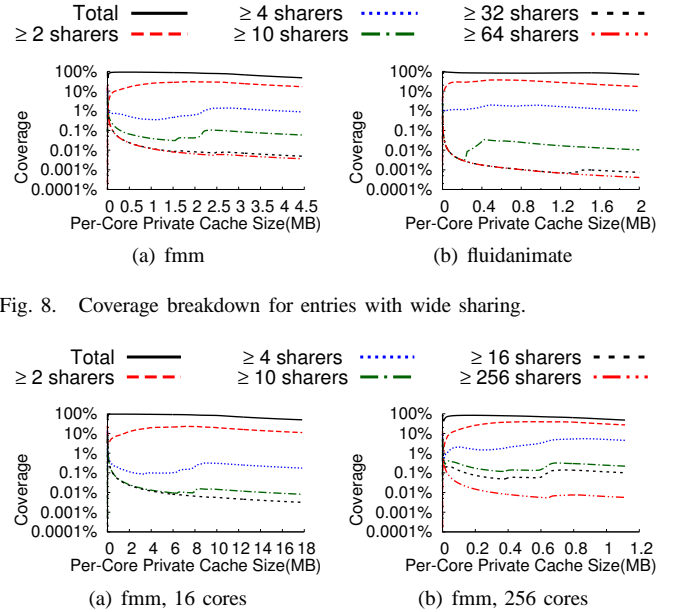 Total ≥ 4 sharers ≥ 32 sharers
≥ 2 sharers ≥ 10 sharers ≥ 64 sharers
Coverage
100%
10%
1%
0.1%
0.01%
0.001%
0.0001%
0 0.5 1 1.5 2 2.5 3 3.5 4 4.5
Per-Core Private Cache Size(MB)
(a) fmm
Coverage
100%
10%
1%
0.1%
0.01%
0.001%
0.0001%
0 0.4 0.8 1.2 1.6 2
Per-Core Private Cache Size(MB)
(b) fluidanimate
Fig. 8. Coverage breakdown for entries with wide sharing.
Total ≥ 4 sharers ≥ 16 sharers
≥ 2 sharers ≥ 10 sharers ≥ 256 sharers
Coverage
100%
10%
1%
0.1%
0.01%
0.001%
0.0001%
0 2 4 6 8 10 12 14 16 18
Per-Core Private Cache Size(MB)
(a) fmm, 16 cores
Coverage
100%
10%
1%
0.1%
0.01%
0.001%
0.0001%
0 0.2 0.4 0.6 0.8 1 1.2
Per-Core Private Cache Size(MB)
(b) fmm, 256 cores